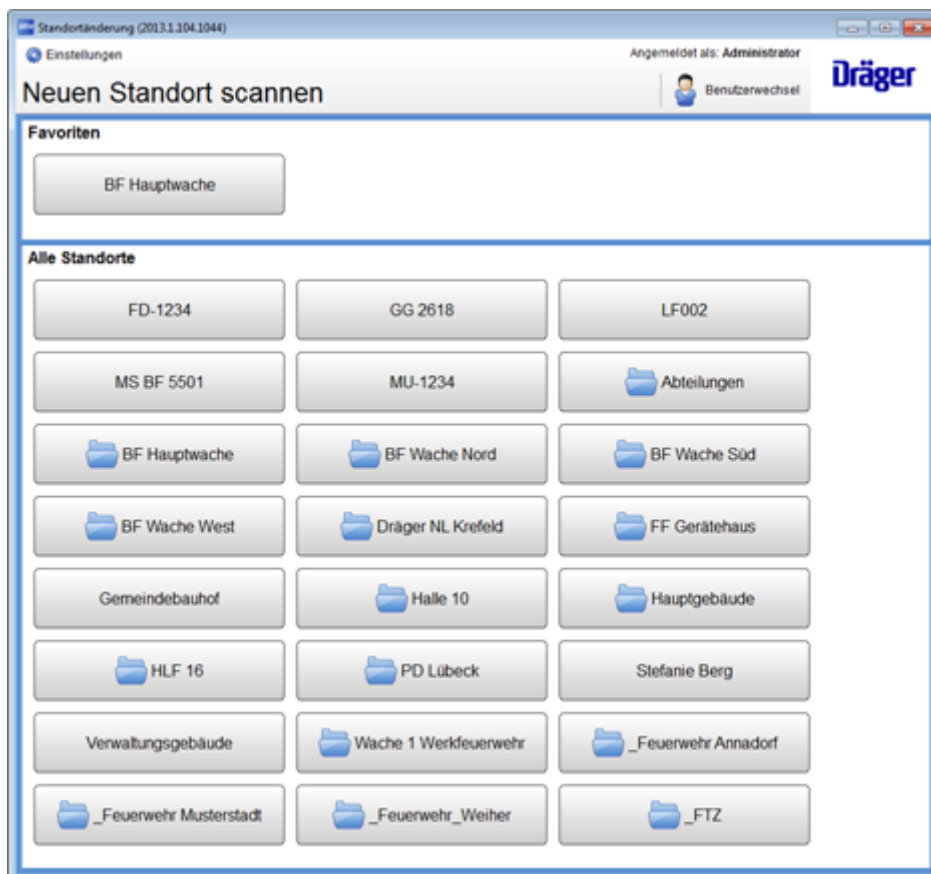 Standortänderung (2013.1.104.1044)
Einstellungen
Angemeldet als: Administrator
Neuen Standort scannen
Benutzerwechsel
Dräger
Favoriten
BF Hauptwache
Alle Standorte
FD-1234 GG 2618 LF002
MS BF 5501 MU-1234 Abteilungen
BF Hauptwache BF Wache Nord BF Wache Süd
BF Wache West Dräger NL Krefeld FF Gerätehaus
Gemeindebauhof Halle 10 Hauptgebäude
HLF 16 PD Lübeck Stefanie Berg
Verwaltungsgebäude Wache 1 Werkfeuerwehr _Feuerwehr Annadorf
_Feuerwehr Musterstadt _Feuerwehr_Weiher _FTZ